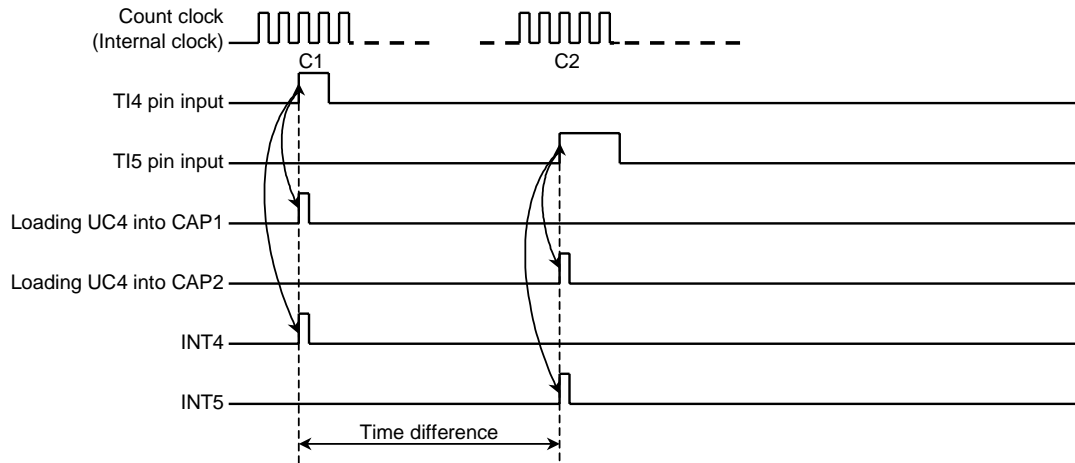 Count clock
(Internal clock)
C1
C2
TI4 pin input
TI5 pin input
Loading UC4 into CAP1
Loading UC4 into CAP2
INT4
INT5
Time difference